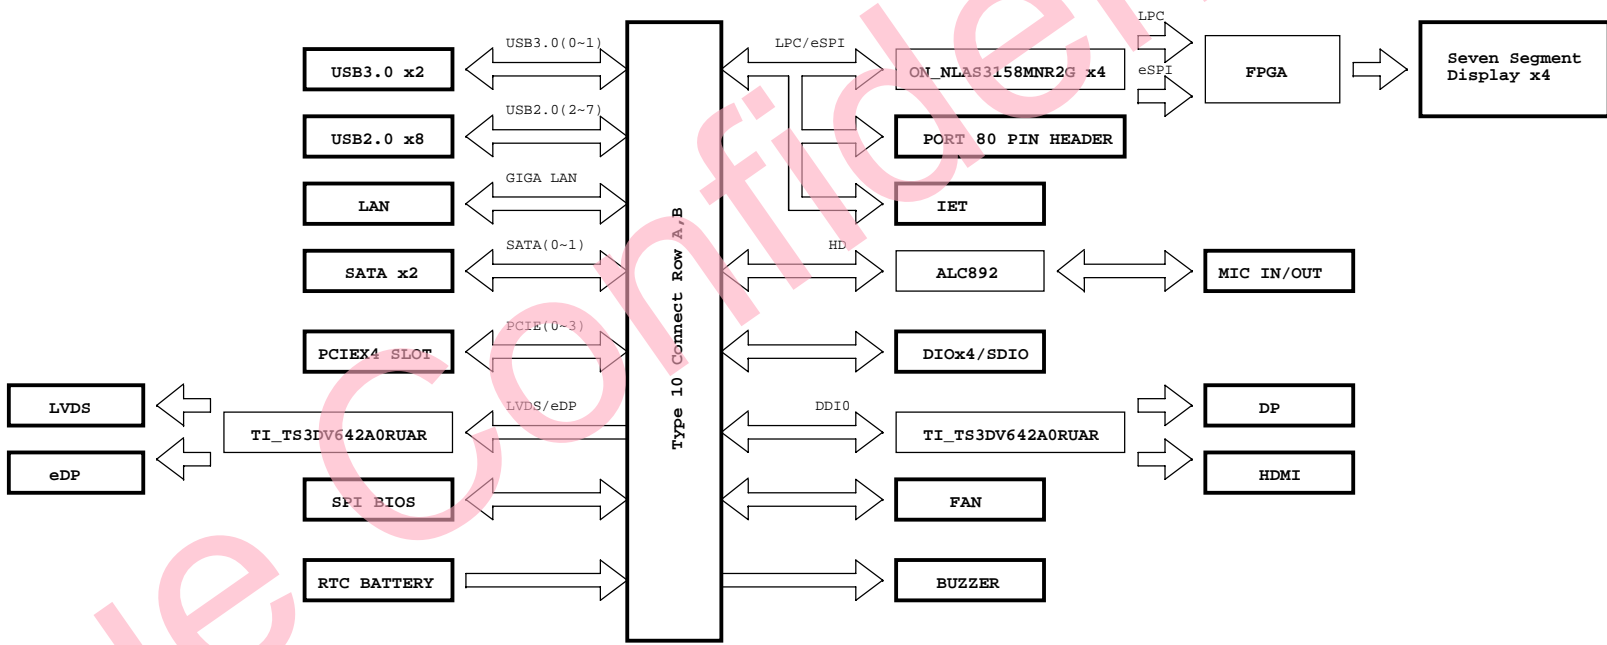 LPC
USB3.0(0~1)
LPC/eSPI
USB3.0 x2
ON_NLAS3158MNR2G x4
eSPI
FPGA
Seven Segment
Display x4
USB2.0(2~7)
USB2.0 x8
PORT 80 PIN HEADER
GIGA LAN
LAN
IET
SATA(0~1)
HD
SATA x2
ALC892
MIC IN/OUT
Type 10 Connect Row A,B
PCIE(0~3)
PCIEX4 SLOT
DIOx4/SDIO
LVDS/eDP
DDI0
LVDS
TI_TS3DV642A0RUAR
TI_TS3DV642A0RUAR
DP
eDP
HDMI
SPI BIOS
FAN
RTC BATTERY
BUZZER
e Confiden